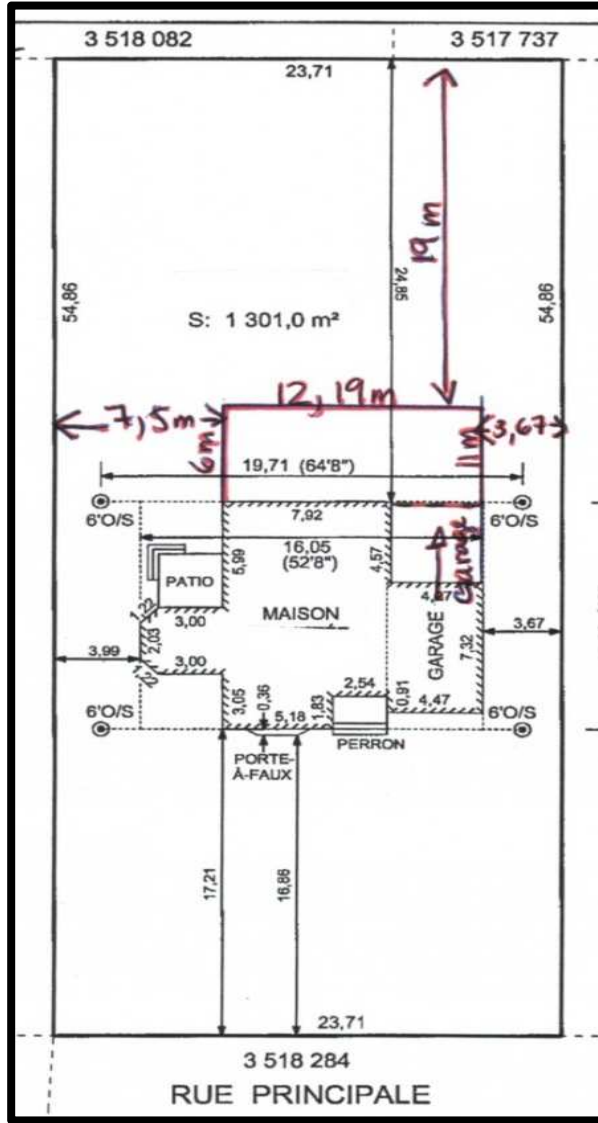 3 518 082
3 517 737
23,71
19 m
54,86
24,85
54,86
S: 1 301,0 m²
12,19m
7,5m
3,67
6m
11m
19,71 (64'8")
6'O/S
7,92
6'O/S
16,05
(52'8")
5,99
4,57
Garage
PATIO
MAISON
GARAGE
1,22
3,00
2,03
3,99
3,67
7,32
3,00
1,22
2,54
0,91
4,47
3,05
0,36
5,18
1,83
6'O/S
6'O/S
PORTE-
À-FAUX
PERRON
17,21
16,86
23,71
3 518 284
RUE PRINCIPALE